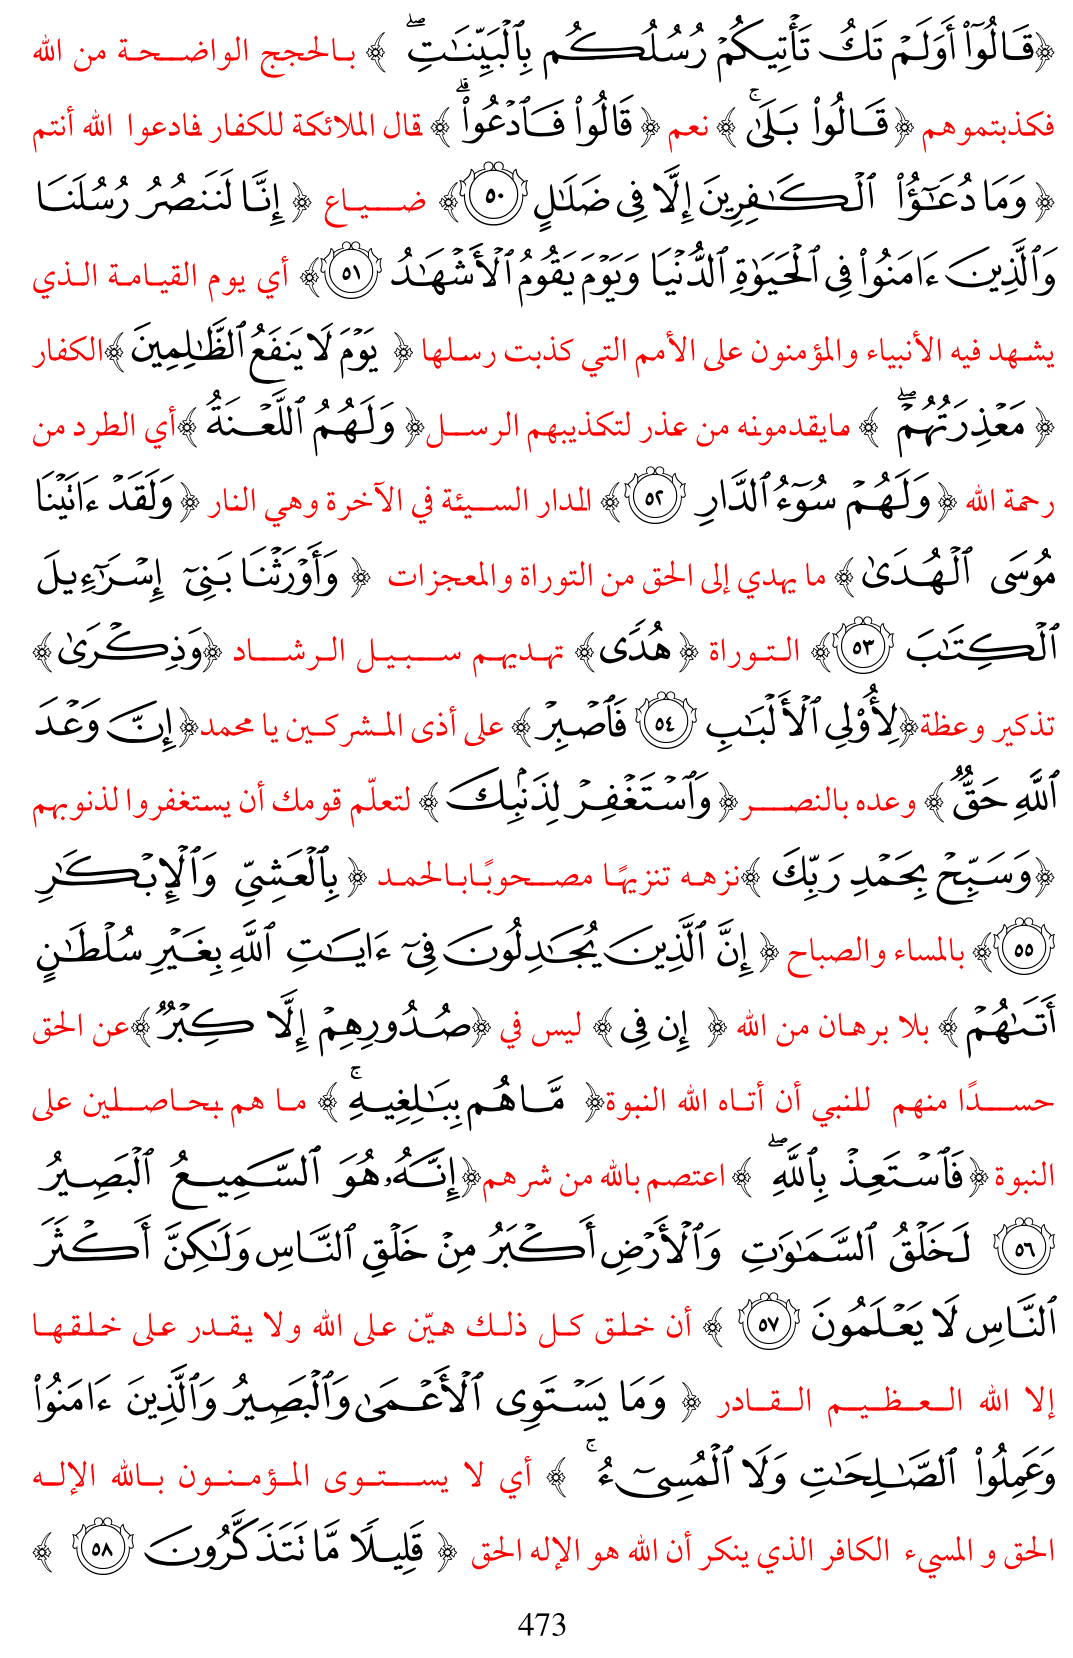 ﴿قَالُوٓا۟ أَوَلَمْ تَكُ تَأْتِيكُمْ رُسُلُكُم بِٱلْبَيِّنَٰتِ ۖ ﴾ بالحجج الواضحة من الله
فكذبتموهم ﴿قَالُوا۟ بَلَىٰ ۚ﴾ نعم ﴿قَالُوا۟ فَٱدْعُوا۟ ۗ﴾ قال الملائكة للكفار فادعوا الله أنتم
﴿وَمَا دُعَٰٓؤُا۟ ٱلْكَٰفِرِينَ إِلَّا فِى ضَلَٰلٍ ٥٠﴾ ضياع ﴿إِنَّا لَنَنصُرُ رُسُلَنَا
وَٱلَّذِينَ ءَامَنُوا۟ فِى ٱلْحَيَوٰةِ ٱلدُّنْيَا وَيَوْمَ يَقُومُ ٱلْأَشْهَٰدُ ٥١﴾ أي يوم القيامة الذي
يشهد فيه الأنبياء والمؤمنون على الأمم التي كذبت رسلها ﴿ يَوْمَ لَا يَنفَعُ ٱلظَّٰلِمِينَ ﴾الكفار
﴿ مَعْذِرَتُهُمْ ۖ ﴾ مايقدمونه من عذر لتكذيبهم الرسل﴿ وَلَهُمُ ٱللَّعْنَةُ ﴾أي الطرد من
رحمة الله ﴿وَلَهُمْ سُوٓءُ ٱلدَّارِ ٥٢﴾ الدار السيئة في الآخرة وهي النار ﴿وَلَقَدْ ءَاتَيْنَا
مُوسَى ٱلْهُدَىٰ﴾ ما يهدي إلى الحق من التوراة والمعجزات ﴿ وَأَوْرَثْنَا بَنِىٓ إِسْرَٰٓءِيلَ
ٱلْكِتَٰبَ ٥٣﴾ التوراة ﴿هُدًى﴾ تهديهم سبيل الرشاد ﴿وَذِكْرَىٰ﴾
تذكير وعظة﴿لِأُو۟لِى ٱلْأَلْبَٰبِ ٥٤ فَٱصْبِرْ﴾ على أذى المشركين يا محمد﴿إِنَّ وَعْدَ
ٱللَّهِ حَقٌّ﴾ وعده بالنصر﴿وَٱسْتَغْفِرْ لِذَنۢبِكَ﴾ لتعلّم قومك أن يستغفروا لذنوبهم
﴿وَسَبِّحْ بِحَمْدِ رَبِّكَ ﴾نزهه تنزيهًا مصحوبًابالحمد ﴿ بِٱلْعَشِىِّ وَٱلْإِبْكَٰرِ
٥٥﴾ بالمساء والصباح ﴿ إِنَّ ٱلَّذِينَ يُجَٰدِلُونَ فِىٓ ءَايَٰتِ ٱللَّهِ بِغَيْرِ سُلْطَٰنٍ
أَتَىٰهُمْ﴾ بلا برهان من الله ﴿ إِن فِى﴾ ليس في ﴿صُدُورِهِمْ إِلَّا كِبْرٌ﴾عن الحق
حسدًا منهم للنبي أن أتاه الله النبوة﴿ مَّا هُم بِبَٰلِغِيهِ ۚ ﴾ ما هم بحاصلين على
النبوة ﴿فَٱسْتَعِذْ بِٱللَّهِ ۖ ﴾ اعتصم بالله من شرهم﴿إِنَّهُۥ هُوَ ٱلسَّمِيعُ ٱلْبَصِيرُ
٥٦ لَخَلْقُ ٱلسَّمَٰوَٰتِ وَٱلْأَرْضِ أَكْبَرُ مِنْ خَلْقِ ٱلنَّاسِ وَلَٰكِنَّ أَكْثَرَ
ٱلنَّاسِ لَا يَعْلَمُونَ ٥٧ ﴾ أن خلق كل ذلك هيّن على الله ولا يقدر على خلقها
إلا الله العظيم القادر ﴿ وَمَا يَسْتَوِى ٱلْأَعْمَىٰ وَٱلْبَصِيرُ وَٱلَّذِينَ ءَامَنُوا۟
وَعَمِلُوا۟ ٱلصَّٰلِحَٰتِ وَلَا ٱلْمُسِىٓءُ ۚ ﴾ أي لا يستوى المؤمنون بالله الإله
الحق و المسيء الكافر الذي ينكر أن الله هو الإله الحق ﴿ قَلِيلًا مَّا تَتَذَكَّرُونَ ٥٨ ﴾
473